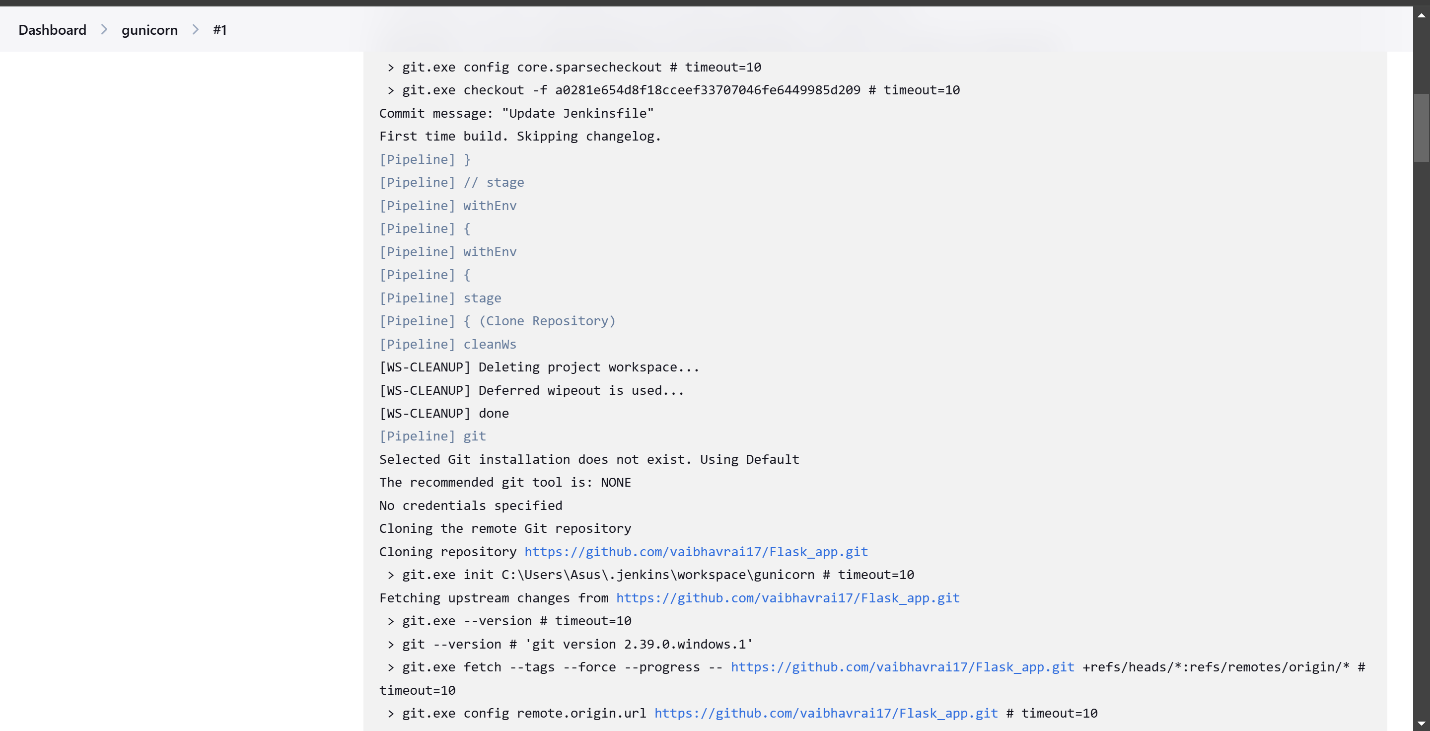 Dashboard > gunicorn > #1
> git.exe config core.sparsecheckout # timeout=10
> git.exe checkout -f a0281e654d8f18cceef33707046fe6449985d209 # timeout=10
Commit message: "Update Jenkinsfile"
First time build. Skipping changelog.
[Pipeline] }
[Pipeline] // stage
[Pipeline] withEnv
[Pipeline] {
[Pipeline] withEnv
[Pipeline] {
[Pipeline] stage
[Pipeline] { (Clone Repository)
[Pipeline] cleanWs
[WS-CLEANUP] Deleting project workspace...
[WS-CLEANUP] Deferred wipeout is used...
[WS-CLEANUP] done
[Pipeline] git
Selected Git installation does not exist. Using Default
The recommended git tool is: NONE
No credentials specified
Cloning the remote Git repository
Cloning repository https://github.com/vaibhavrai17/Flask_app.git
> git.exe init C:\Users\Asus\.jenkins\workspace\gunicorn # timeout=10
Fetching upstream changes from https://github.com/vaibhavrai17/Flask_app.git
> git.exe --version # timeout=10
> git --version # 'git version 2.39.0.windows.1'
> git.exe fetch --tags --force --progress -- https://github.com/vaibhavrai17/Flask_app.git +refs/heads/*:refs/remotes/origin/* #
timeout=10
> git.exe config remote.origin.url https://github.com/vaibhavrai17/Flask_app.git # timeout=10